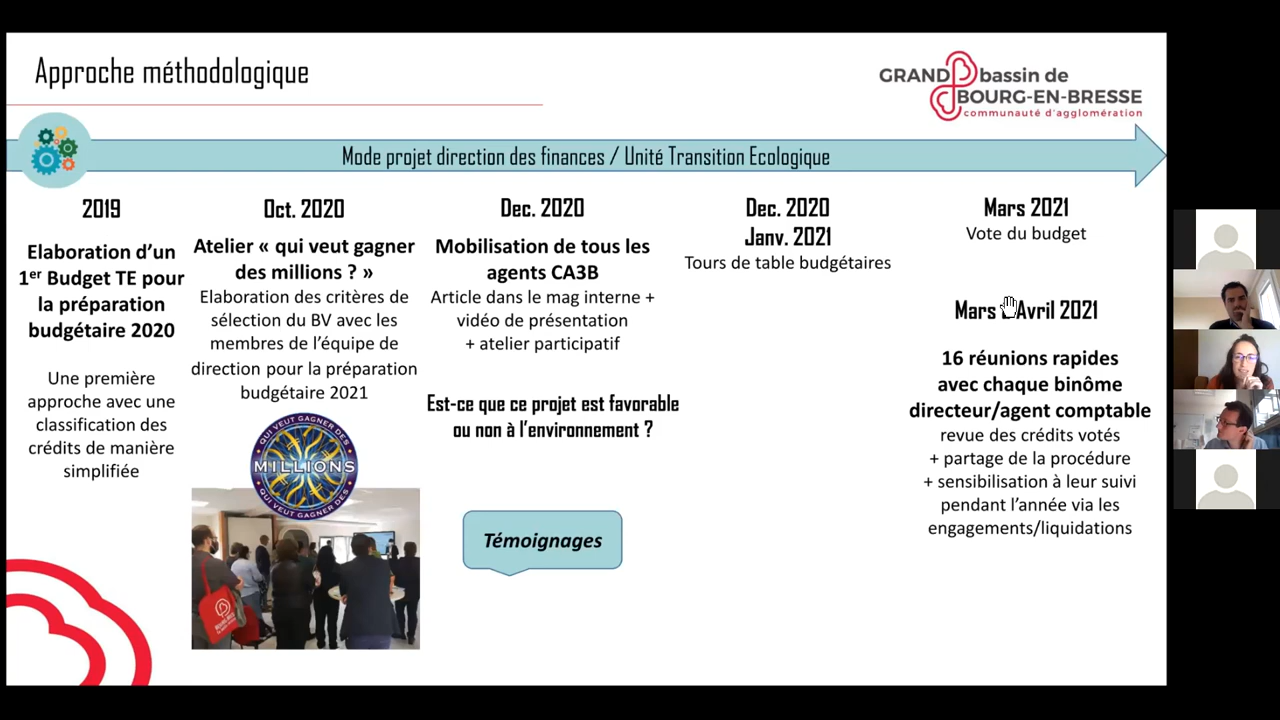 Approche méthodologique
GRAND bassin de
BOURG-EN-BRESSE
communauté d'agglomération
Mode projet direction des finances / Unité Transition Ecologique
2019
Elaboration d'un
1er Budget TE pour
la préparation
budgétaire 2020
Une première
approche avec une
classification des
crédits de manière
simplifiée
Oct. 2020
Atelier « qui veut gagner
des millions ? »
Elaboration des critères de
sélection du BV avec les
membres de l'équipe de
direction pour la préparation
budgétaire 2021
QUI VEUT GAGNER DES
MILLIONS
QUI VEUT GAGNER DES
Dec. 2020
Mobilisation de tous les
agents CA3B
Article dans le mag interne +
vidéo de présentation
+ atelier participatif
Est-ce que ce projet est favorable
ou non à l'environnement ?
Témoignages
Dec. 2020
Janv. 2021
Tours de table budgétaires
Mars 2021
Vote du budget
Mars Avril 2021
16 réunions rapides
avec chaque binôme
directeur/agent comptable
revue des crédits votés
+ partage de la procédure
+ sensibilisation à leur suivi
pendant l'année via les
engagements/liquidations